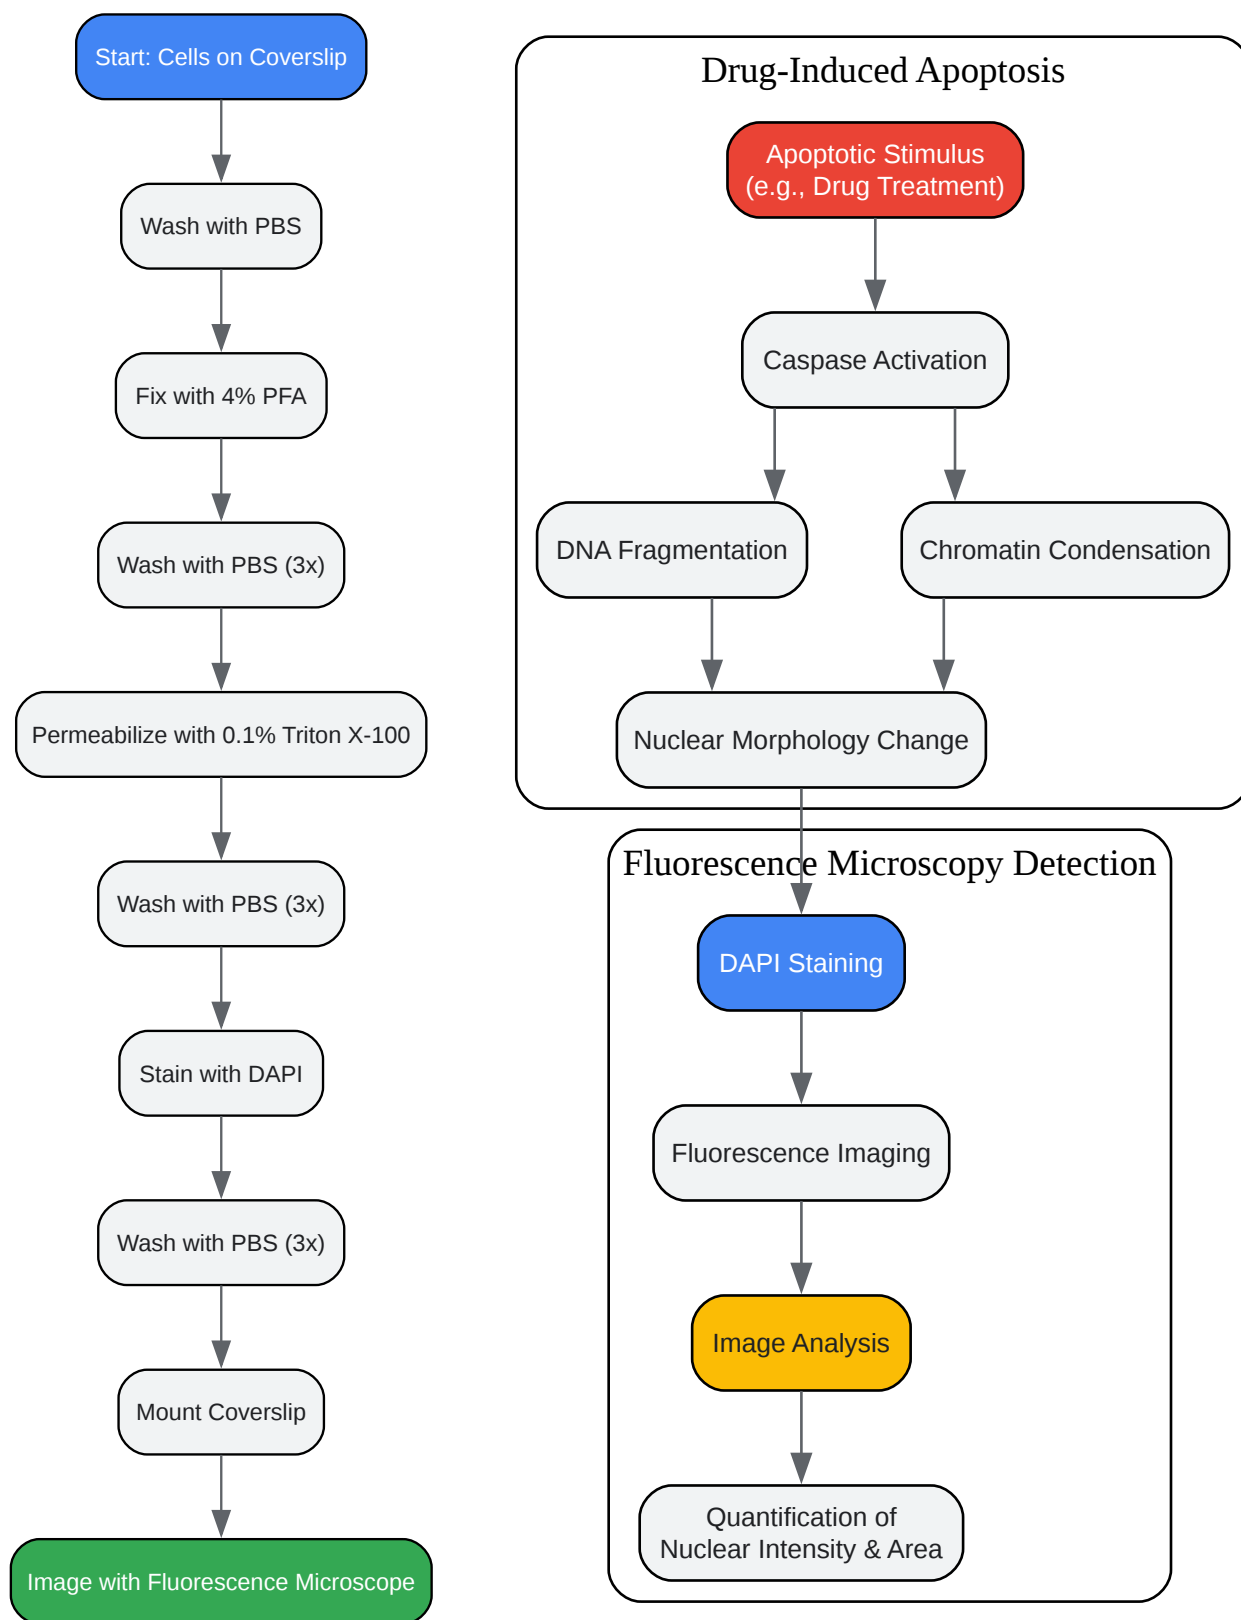 Start: Cells on Coverslip
Wash with PBS
Fix with 4% PFA
Wash with PBS (3x)
Permeabilize with 0.1% Triton X-100
Wash with PBS (3x)
Stain with DAPI
Wash with PBS (3x)
Mount Coverslip
Image with Fluorescence Microscope
Drug-Induced Apoptosis
Apoptotic Stimulus
(e.g., Drug Treatment)
Caspase Activation
DNA Fragmentation
Chromatin Condensation
Nuclear Morphology Change
Fluorescence Microscopy Detection
DAPI Staining
Fluorescence Imaging
Image Analysis
Quantification of
Nuclear Intensity & Area